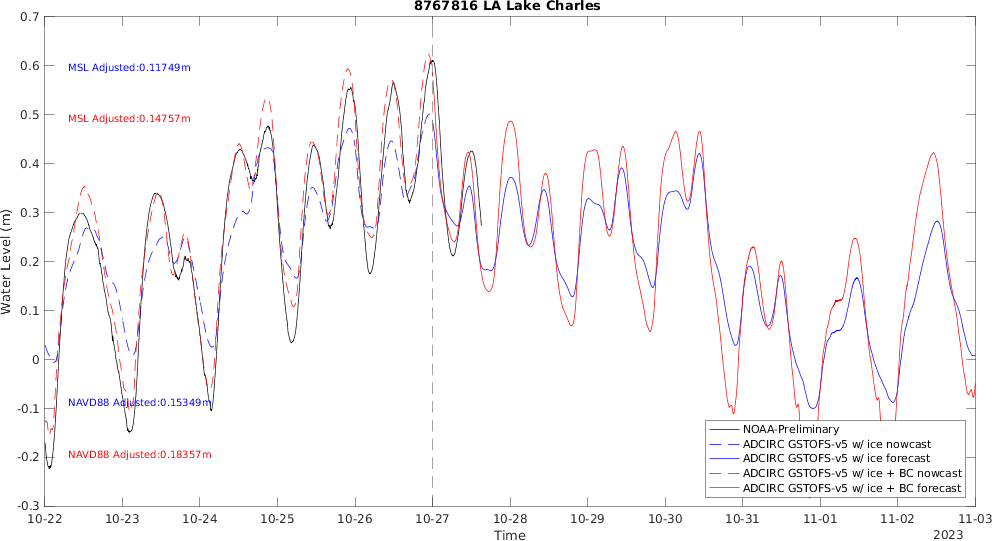 8767816 LA Lake Charles
0.7
0.6
0.5
0.4
0.3
0.2
0.1
0
-0.1
-0.2
-0.3
Water Level (m)
MSL Adjusted:0.11749m
MSL Adjusted:0.14757m
NAVD88 Adjusted:0.15349m
NAVD88 Adjusted:0.18357m
NOAA-Preliminary
ADCIRC GSTOFS-v5 w/ ice nowcast
ADCIRC GSTOFS-v5 w/ ice forecast
ADCIRC GSTOFS-v5 w/ ice + BC nowcast
ADCIRC GSTOFS-v5 w/ ice + BC forecast
10-22 10-23 10-24 10-25 10-26 10-27 10-28 10-29 10-30 10-31 11-01 11-02 11-03
Time
2023